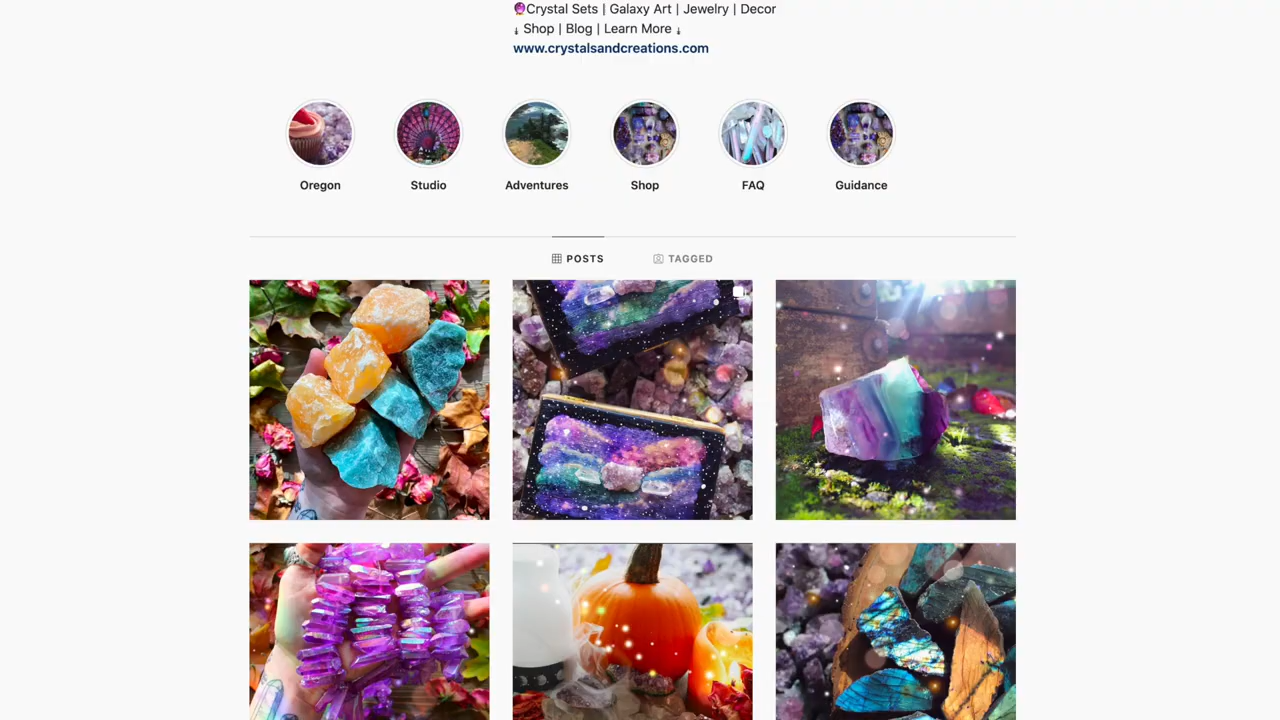 🔮Crystal Sets | Galaxy Art | Jewelry | Decor
↓ Shop | Blog | Learn More ↓
www.crystalsandcreations.com
Oregon
Studio
Adventures
Shop
FAQ
Guidance
POSTS
TAGGED